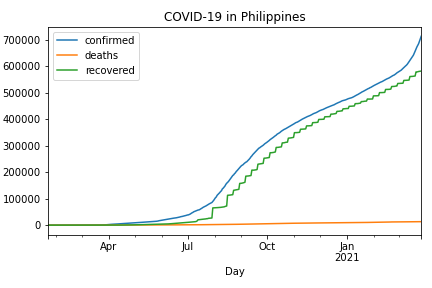 COVID-19 in Philippines
confirmed
deaths
recovered
700000
600000
500000
400000
300000
200000
100000
0
Apr
Jul
Oct
Jan
2021
Day